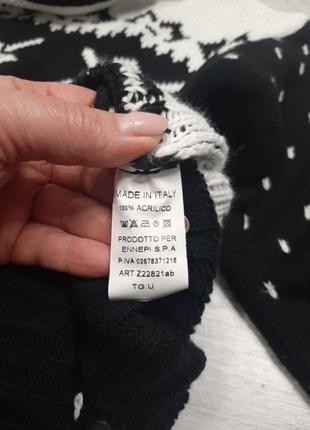 MADE IN ITALY
100% ACRILICO
PRODOTTO PER
ENNEPI S.P.A
P.IVA 02678371218
ART Z22821ab
TG:U